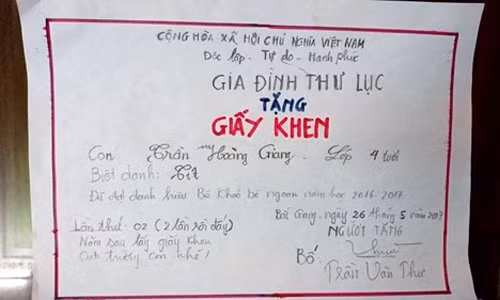 CỘNG HÒA XÃ HỘI CHỦ NGHĨA VIỆT NAM
Độc lập - Tự do - Hạnh phúc
GIA ĐÌNH THƯ LỤC
TẶNG
GIẤY KHEN
Con Trần Hoàng Giang. Lớp 4 tuổi
Biệt danh: Tít
Đã đạt danh hiệu Bé Khoẻ bé ngoan năm học 2016-2017
Bắc Giang, ngày 26 tháng 5 năm 2017
Lần thứ: 02 (2 lần rồi đấy)
Năm sau lấy giấy khen
Của trường con nhé!
NGƯỜI TẶNG
Bố
Trần Văn Thư